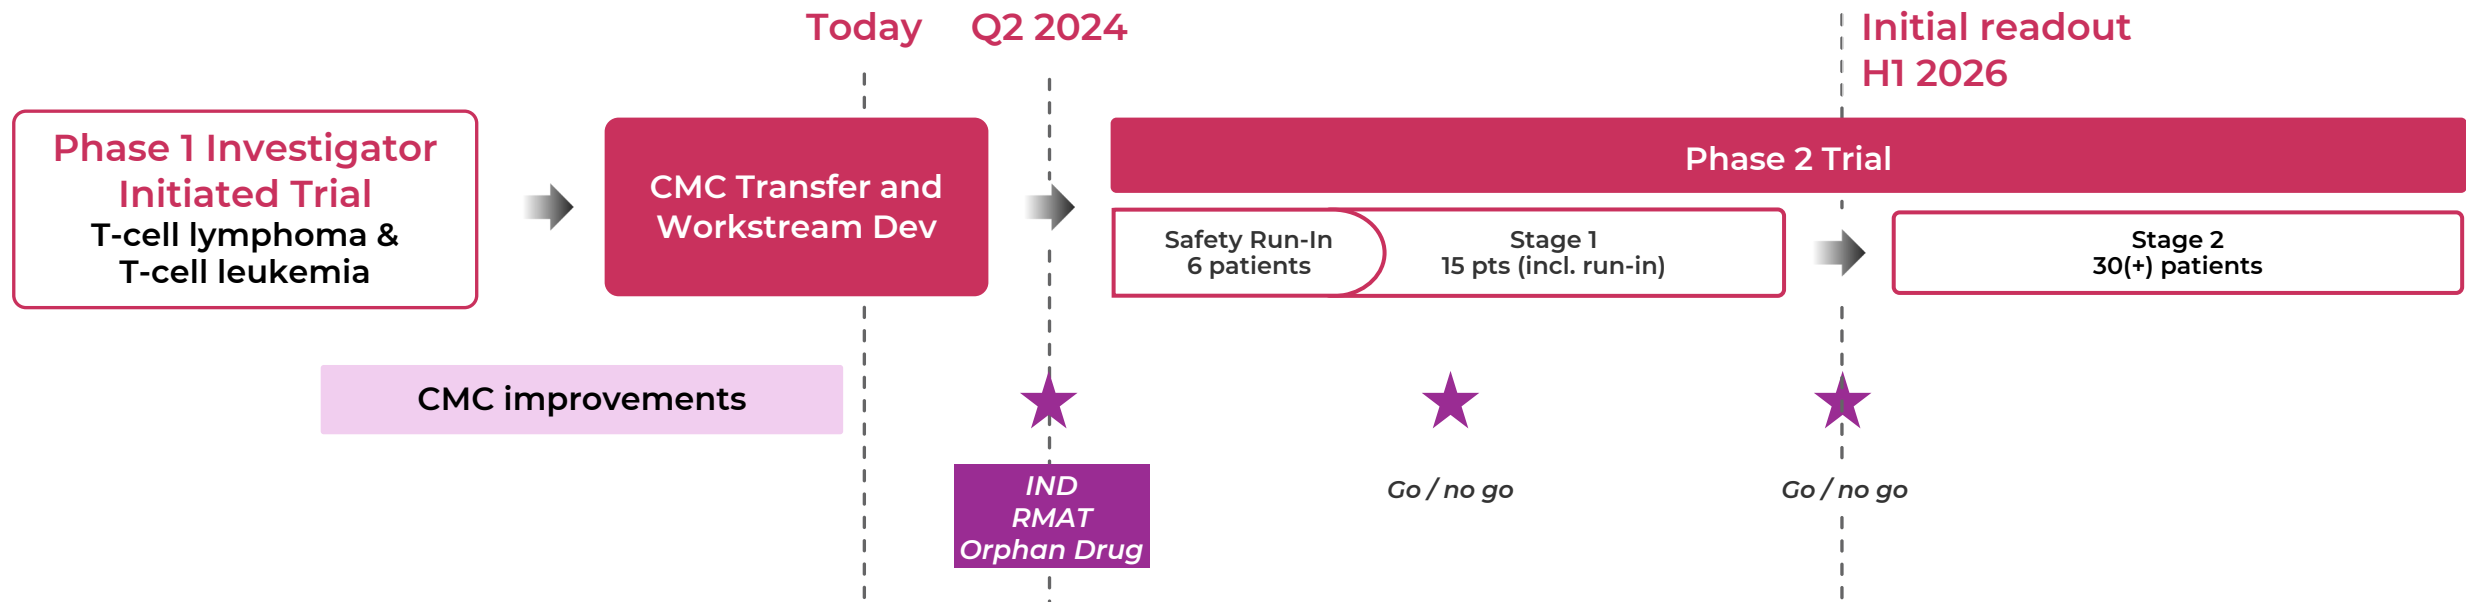 Today
Q2 2024
Initial readout
H1 2026
Phase 1 Investigator
Initiated Trial
T-cell lymphoma &
T-cell leukemia
CMC Transfer and
Workstream Dev
Phase 2 Trial
Safety Run-In
6 patients
Stage 1
15 pts (incl. run-in)
Stage 2
30(+) patients
CMC improvements
IND
RMAT
Orphan Drug
Go / no go
Go / no go